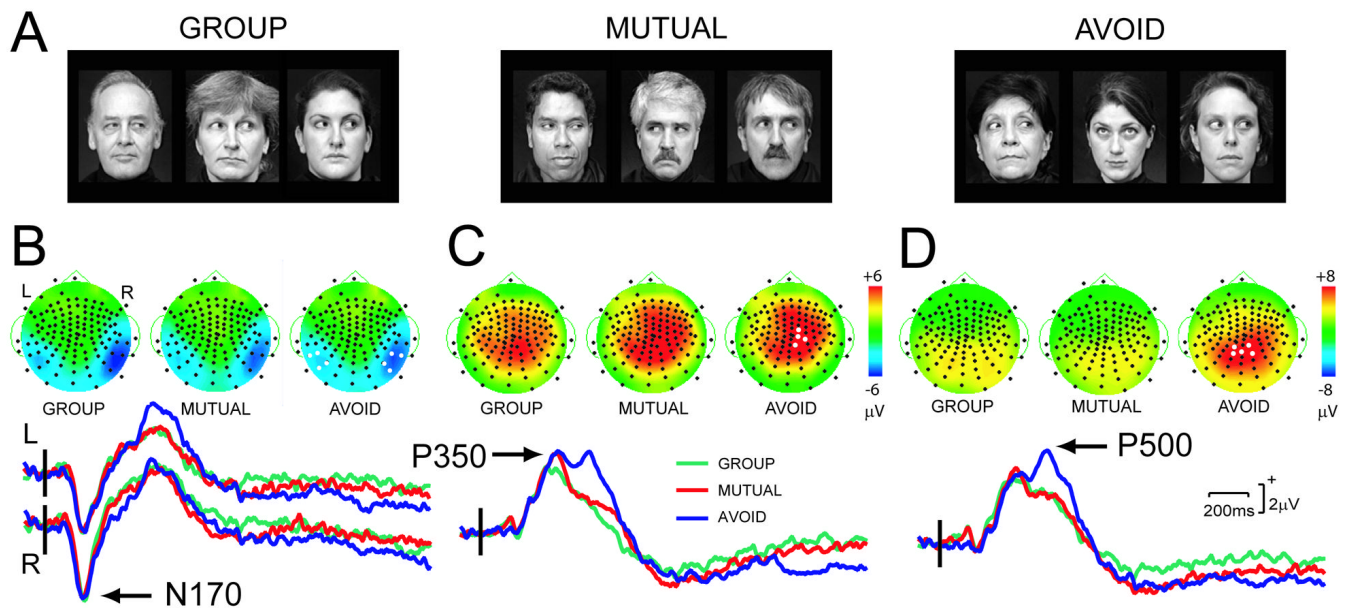 A
GROUP
MUTUAL
AVOID
B
L
R
GROUP
MUTUAL
AVOID
C
GROUP
MUTUAL
AVOID
+6
-6
µV
D
GROUP
MUTUAL
AVOID
+8
-8
µV
L
R
N170
P350
GROUP
MUTUAL
AVOID
P500
200ms
+
2µV